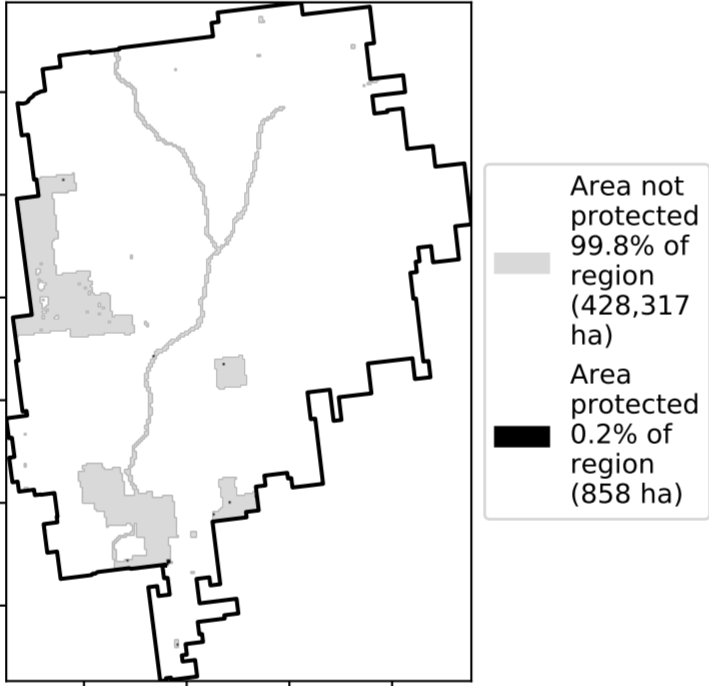 Area not
protected
99.8% of
region
(428,317
ha)
Area
protected
0.2% of
region
(858 ha)